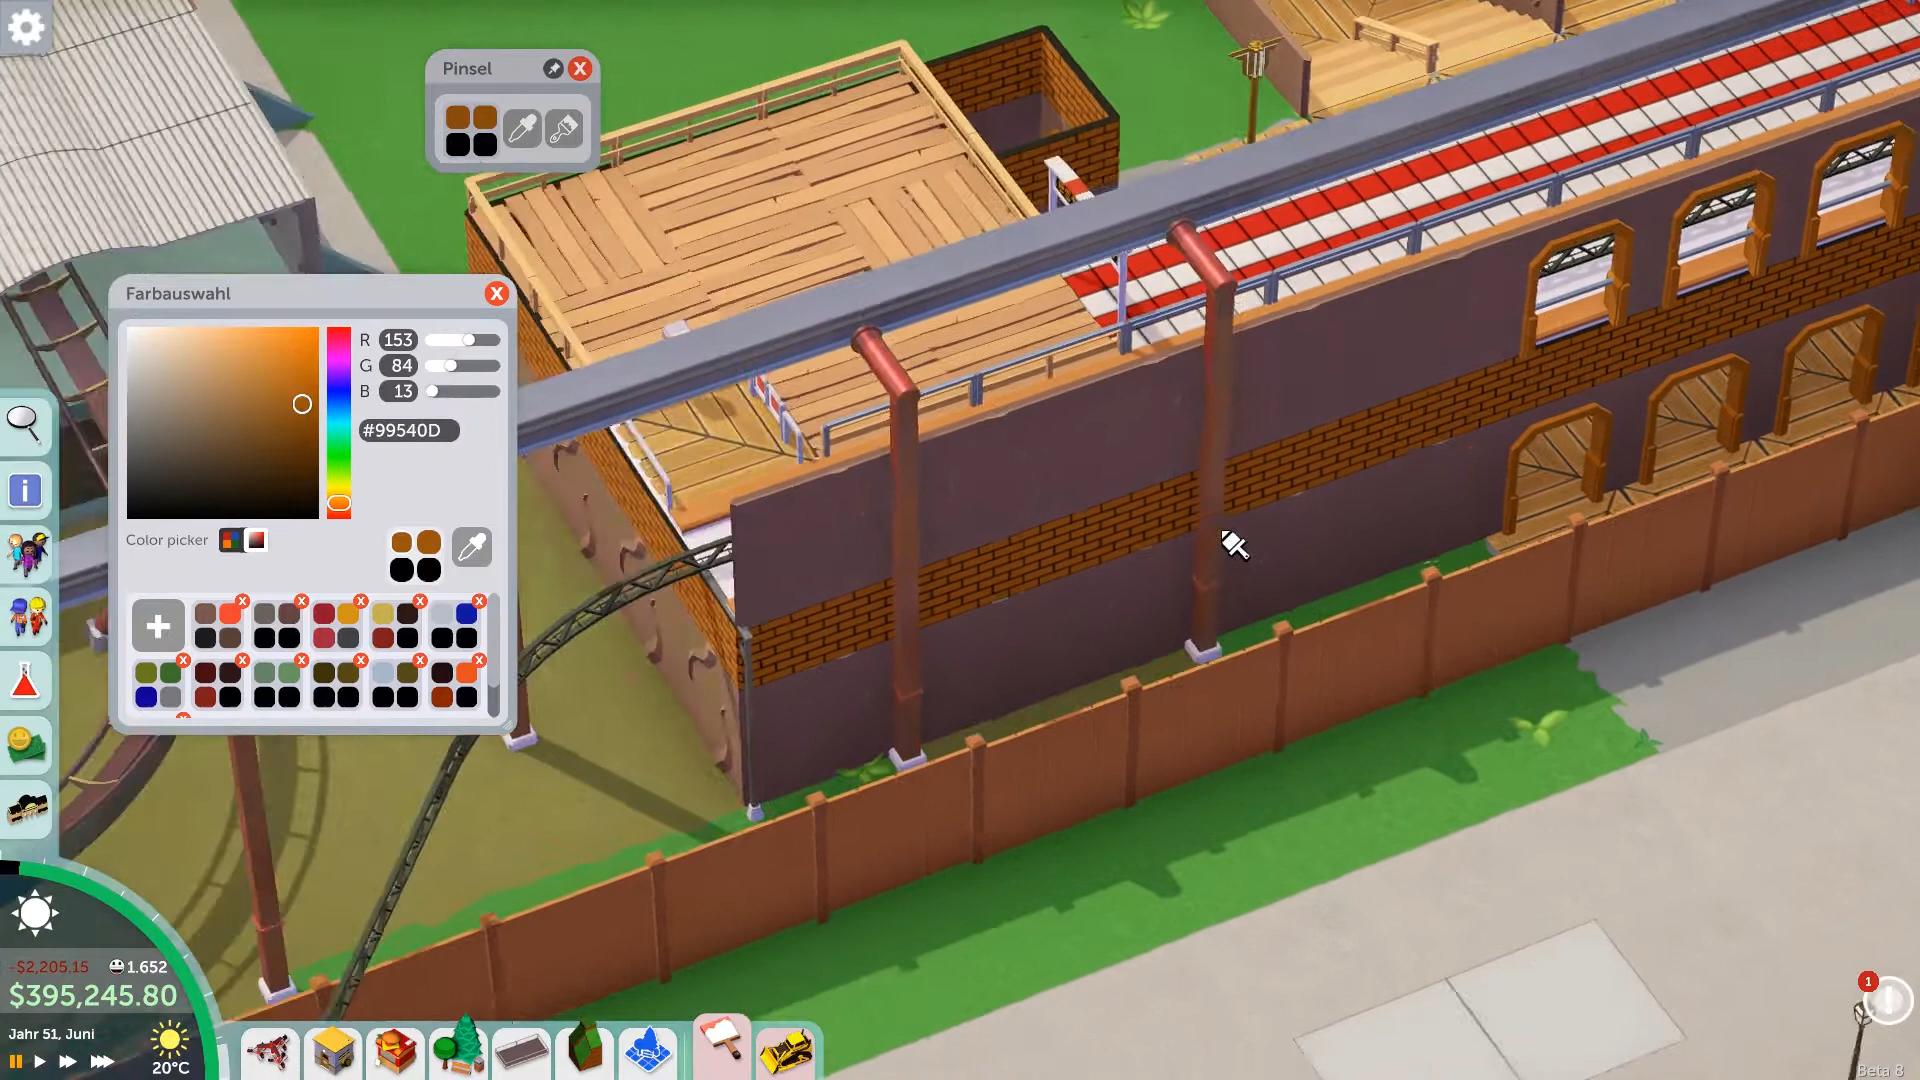 Pinsel
X
Farbauswahl
X
R 153
G 84
B 13
#99540D
Color picker
-$2,205.15 1.652
$395,245.80
Jahr 51, Juni
20°C
1
Beta 8